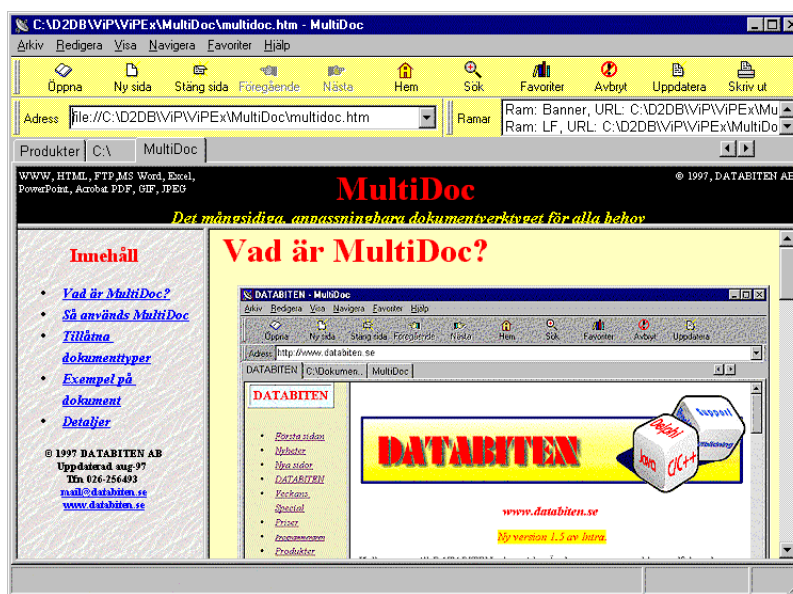 C:\D2DB\ViP\ViPEx\MultiDoc\multidoc.htm - MultiDoc
Arkiv Redigera Visa Navigera Favoriter Hjälp
Öppna Ny sida Stäng sida Föregående Nästa Hem Sök Favoriter Avbryt Uppdatera Skriv ut
Adress file://C:\D2DB\ViP\ViPEx\MultiDoc\multidoc.htm Ramar
Ram: Banner, URL: C:\D2DB\ViP\ViPEx\Mu
Ram: LF, URL: C:\D2DB\ViP\ViPEx\MultiDo
Produkter C:\ MultiDoc
WWW, HTML, FTP,MS Word, Excel,
PowerPoint, Acrobat PDF, GIF, JPEG
MultiDoc
© 1997, DATABITEN AB
Det mångsidiga, anpassningbara dokumentverktyget för alla behov
Innehåll
Vad är MultiDoc?
Så används MultiDoc
Tillåtna
dokumenttyper
Exempel på
dokument
Detaljer
© 1997 DATABITEN AB
Uppdaterad aug-97
Tfn 026-256493
mail@databiten.se
www.databiten.se
Vad är MultiDoc?
DATABITEN - MultiDoc
Arkiv Redigera Visa Navigera Favoriter Hjälp
Öppna Ny sida Stäng sida Föregående Nästa Hem Sök Favoriter Avbryt Uppdatera
Adress http://www.databiten.se
DATABITEN C:\Dokumen... MultiDoc
DATABITEN
Första sidan
Nyheter
Nya sidor
DATABITEN
Veckans
Special
Priser
Programmeraren
Produkter
DATABITEN
Delphi
Java
C/C++
Support
www.databiten.se
Ny version 1.5 av Intra.